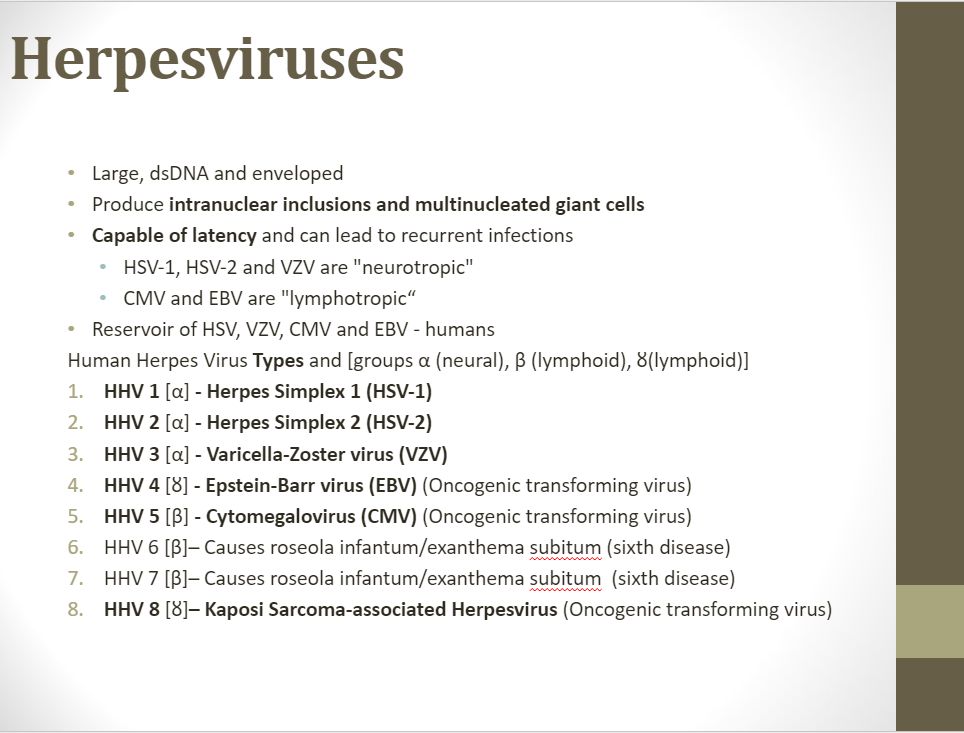 Herpesviruses
• Large, dsDNA and enveloped
• Produce intranuclear inclusions and multinucleated giant cells
• Capable of latency and can lead to recurrent infections
• HSV-1, HSV-2 and VZV are "neurotropic"
• CMV and EBV are "lymphotropic“
• Reservoir of HSV, VZV, CMV and EBV - humans
Human Herpes Virus Types and [groups α (neural), β (lymphoid), ɣ(lymphoid)]
1. HHV 1 [α] - Herpes Simplex 1 (HSV-1)
2. HHV 2 [α] - Herpes Simplex 2 (HSV-2)
3. HHV 3 [α] - Varicella-Zoster virus (VZV)
4. HHV 4 [ɣ] - Epstein-Barr virus (EBV) (Oncogenic transforming virus)
5. HHV 5 [β] - Cytomegalovirus (CMV) (Oncogenic transforming virus)
6. HHV 6 [β]– Causes roseola infantum/exanthema subitum (sixth disease)
7. HHV 7 [β]– Causes roseola infantum/exanthema subitum (sixth disease)
8. HHV 8 [ɣ]– Kaposi Sarcoma-associated Herpesvirus (Oncogenic transforming virus)